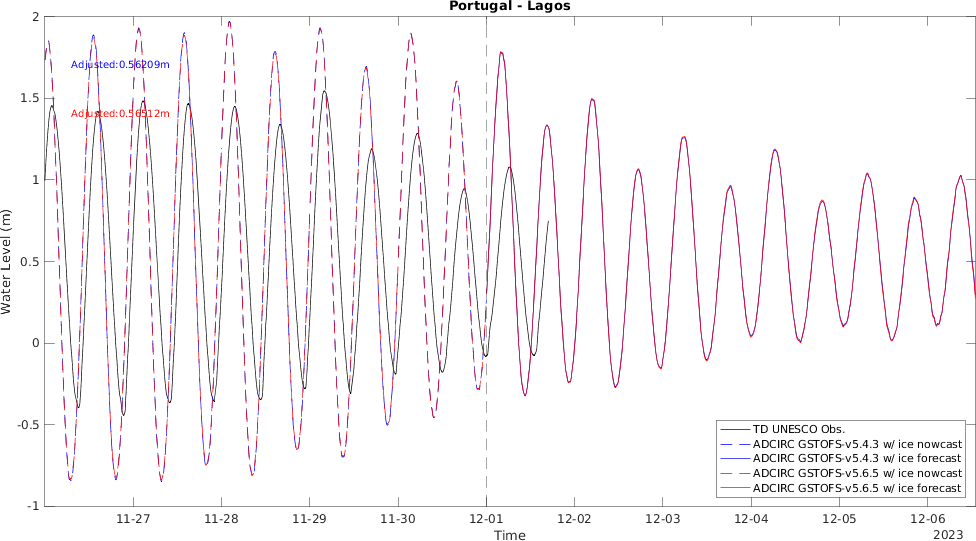 Portugal - Lagos
2
1.5
1
0.5
0
-0.5
-1
Water Level (m)
Adjusted:0.56209m
Adjusted:0.56512m
TD UNESCO Obs.
ADCIRC GSTOFS-v5.4.3 w/ ice nowcast
ADCIRC GSTOFS-v5.4.3 w/ ice forecast
ADCIRC GSTOFS-v5.6.5 w/ ice nowcast
ADCIRC GSTOFS-v5.6.5 w/ ice forecast
11-27 11-28 11-29 11-30 12-01 12-02 12-03 12-04 12-05 12-06
Time
2023